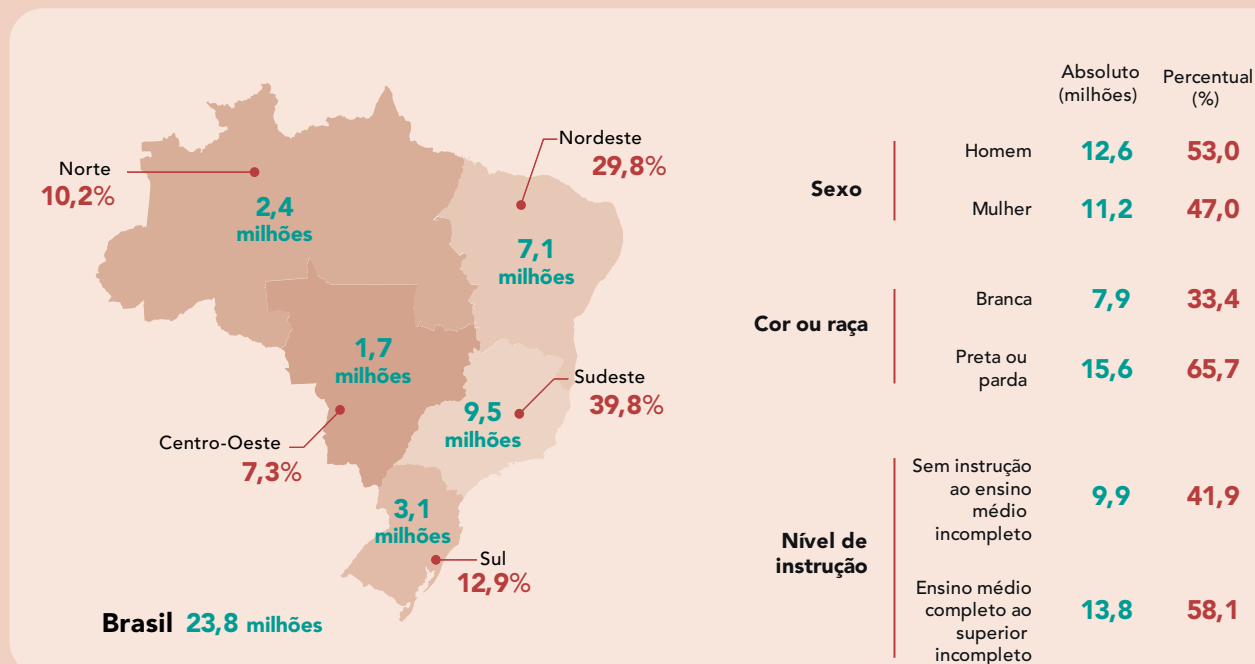 Norte
10,2%
2,4
milhões
Nordeste
29,8%
7,1
milhões
1,7
milhões
Centro-Oeste
7,3%
Sudeste
39,8%
9,5
milhões
3,1
milhões
Sul
12,9%
Brasil 23,8 milhões
Absoluto
(milhões)
Percentual
(%)
Sexo
Homem 12,6 53,0
Mulher 11,2 47,0
Cor ou raça
Branca 7,9 33,4
Preta ou
parda
15,6 65,7
Nível de
instrução
Sem instrução
ao ensino
médio
incompleto
9,9 41,9
Ensino médio
completo ao
superior
incompleto
13,8 58,1